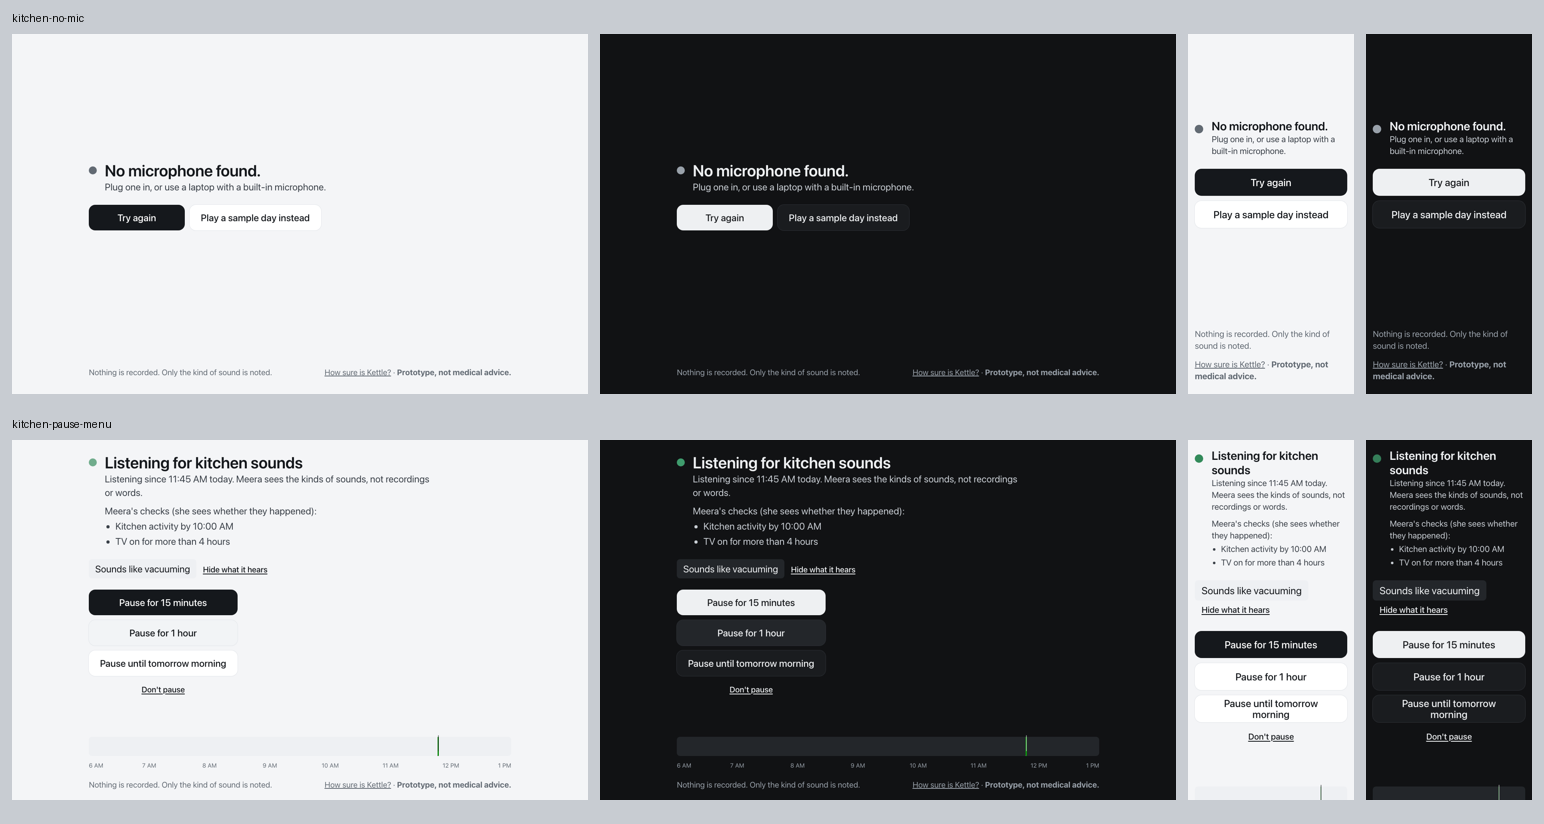 kitchen-no-mic
No microphone found.
Plug one in, or use a laptop with a built-in microphone.
Try again
Play a sample day instead
Nothing is recorded. Only the kind of sound is noted.
How sure is Kettle? · Prototype, not medical advice.
No microphone found.
Plug one in, or use a laptop with a built-in microphone.
Try again
Play a sample day instead
Nothing is recorded. Only the kind of sound is noted.
How sure is Kettle? · Prototype, not medical advice.
No microphone found.
Plug one in, or use a laptop with a
built-in microphone.
Try again
Play a sample day instead
Nothing is recorded. Only the kind of
sound is noted.
How sure is Kettle? · Prototype, not
medical advice.
No microphone found.
Plug one in, or use a laptop with a
built-in microphone.
Try again
Play a sample day instead
Nothing is recorded. Only the kind of
sound is noted.
How sure is Kettle? · Prototype, not
medical advice.
kitchen-pause-menu
Listening for kitchen sounds
Listening since 11:45 AM today. Meera sees the kinds of sounds, not recordings
or words.
Meera's checks (she sees whether they happened):
• Kitchen activity by 10:00 AM
• TV on for more than 4 hours
Sounds like vacuuming Hide what it hears
Pause for 15 minutes
Pause for 1 hour
Pause until tomorrow morning
Don't pause
6 AM 7 AM 8 AM 9 AM 10 AM 11 AM 12 PM 1 PM
Nothing is recorded. Only the kind of sound is noted.
How sure is Kettle? · Prototype, not medical advice.
Listening for kitchen sounds
Listening since 11:45 AM today. Meera sees the kinds of sounds, not recordings
or words.
Meera's checks (she sees whether they happened):
• Kitchen activity by 10:00 AM
• TV on for more than 4 hours
Sounds like vacuuming Hide what it hears
Pause for 15 minutes
Pause for 1 hour
Pause until tomorrow morning
Don't pause
6 AM 7 AM 8 AM 9 AM 10 AM 11 AM 12 PM 1 PM
Nothing is recorded. Only the kind of sound is noted.
How sure is Kettle? · Prototype, not medical advice.
Listening for kitchen
sounds
Listening since 11:45 AM today.
Meera sees the kinds of sounds, not
recordings or words.
Meera's checks (she sees whether
they happened):
• Kitchen activity by 10:00 AM
• TV on for more than 4 hours
Sounds like vacuuming
Hide what it hears
Pause for 15 minutes
Pause for 1 hour
Pause until tomorrow
morning
Don't pause
Listening for kitchen
sounds
Listening since 11:45 AM today.
Meera sees the kinds of sounds, not
recordings or words.
Meera's checks (she sees whether
they happened):
• Kitchen activity by 10:00 AM
• TV on for more than 4 hours
Sounds like vacuuming
Hide what it hears
Pause for 15 minutes
Pause for 1 hour
Pause until tomorrow
morning
Don't pause